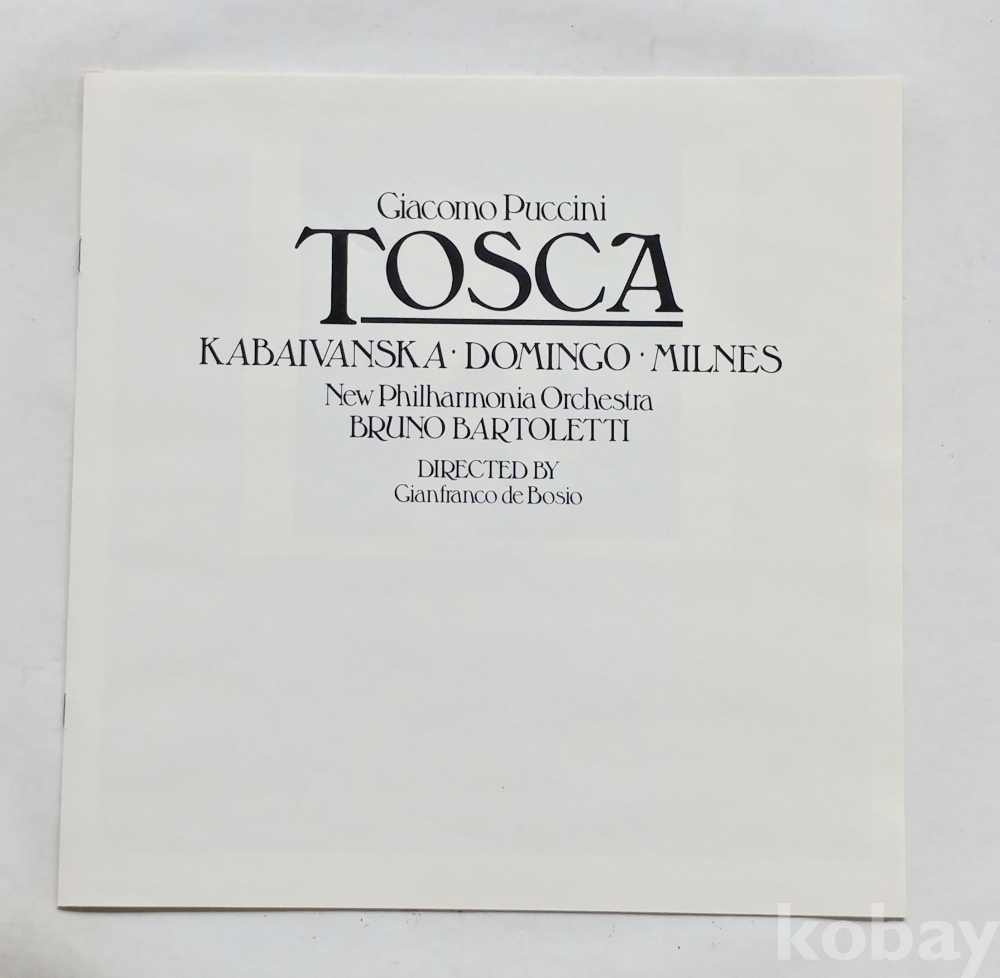 Giacomo Puccini
TOSCA
KABAIVANSKA · DOMINGO · MILNES
New Philharmonia Orchestra
BRUNO BARTOLETTI
DIRECTED BY
Gianfranco de Bosio
kobay